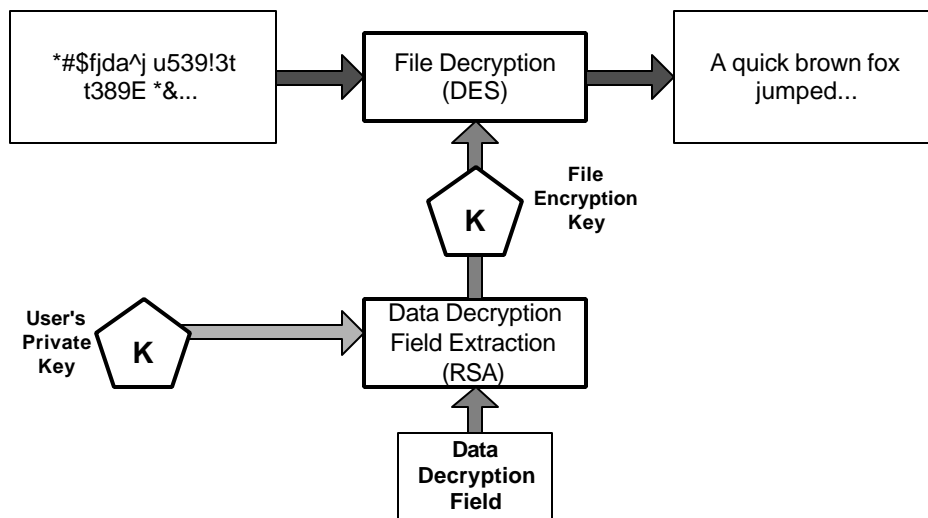 *#$fjda^j u539!3t
t389E *&...
File Decryption
(DES)
A quick brown fox
jumped...
File
Encryption
Key
K
User's
Private
Key
K
Data Decryption
Field Extraction
(RSA)
Data
Decryption
Field